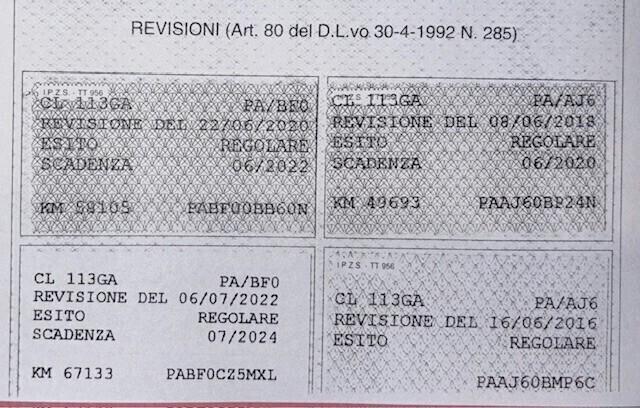 REVISIONI (Art. 80 del D.L.vo 30-4-1992 N. 285)
I.P.Z.S. - TT 956
CL 113GA PA/BF0
REVISIONE DEL 22/06/2020
ESITO REGOLARE
SCADENZA 06/2022
KM 58105 PABF00BB60N
I.P.Z.S. - TT 956
CL 113GA PA/AJ6
REVISIONE DEL 08/06/2018
ESITO REGOLARE
SCADENZA 06/2020
KM 49693 PAAJ60BP24N
CL 113GA PA/BF0
REVISIONE DEL 06/07/2022
ESITO REGOLARE
SCADENZA 07/2024
KM 67133 PABF0CZ5MXL
I.P.Z.S. - TT 956
CL 113GA PA/AJ6
REVISIONE DEL 16/06/2016
ESITO REGOLARE
PAAJ60BMP6C